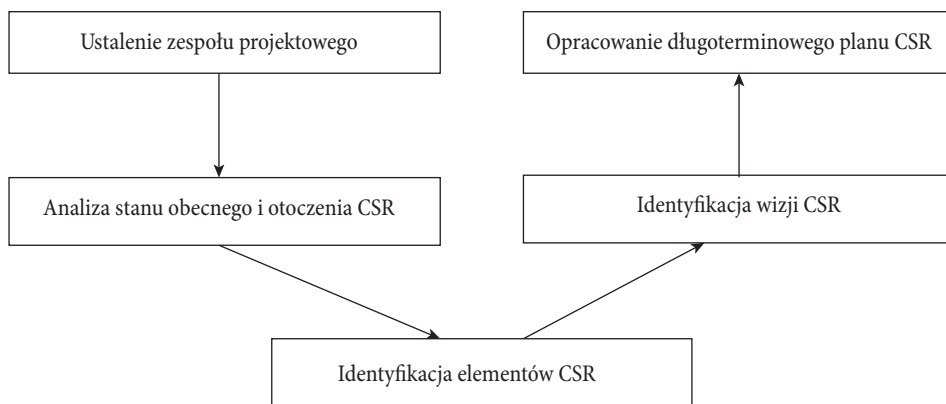 Ustalenie zespołu projektowego
Opracowanie długoterminowego planu CSR
Analiza stanu obecnego i otoczenia CSR
Identyfikacja wizji CSR
Identyfikacja elementów CSR